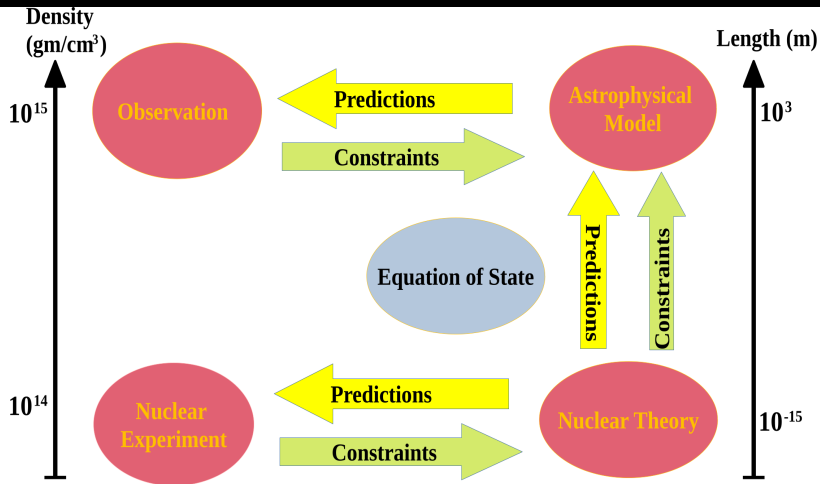 Density
(gm/cm³)
Length (m)
10¹⁵
Observation
Predictions
Constraints
Astrophysical
Model
10³
Equation of State
Predictions
Constraints
10¹⁴
Nuclear
Experiment
Predictions
Constraints
Nuclear Theory
10⁻¹⁵